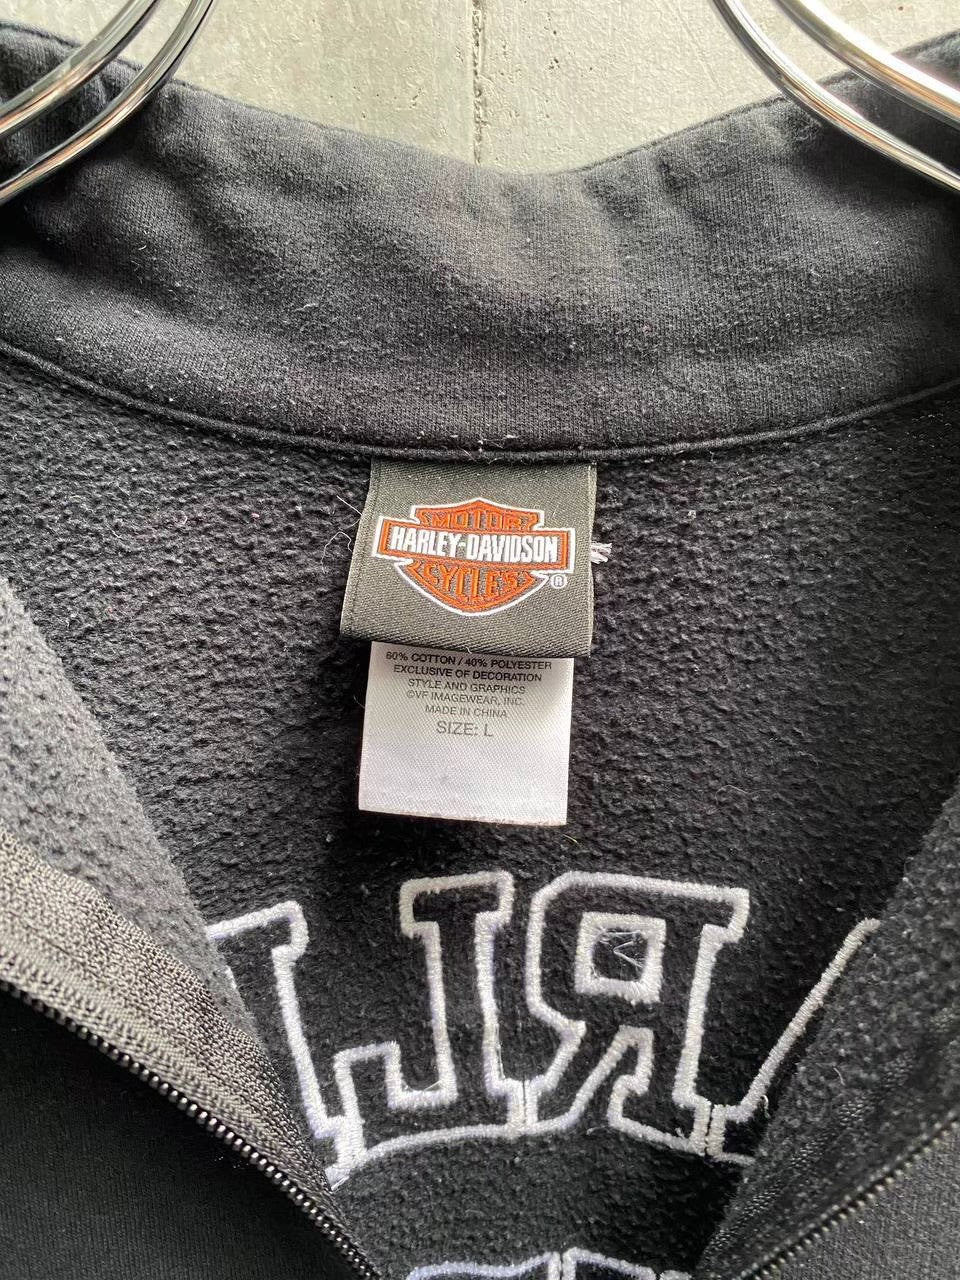 MOTOR
HARLEY-DAVIDSON
CYCLES ®
60% COTTON / 40% POLYESTER
EXCLUSIVE OF DECORATION
STYLE AND GRAPHICS
©VF IMAGEWEAR, INC.
MADE IN CHINA
SIZE: L
RL